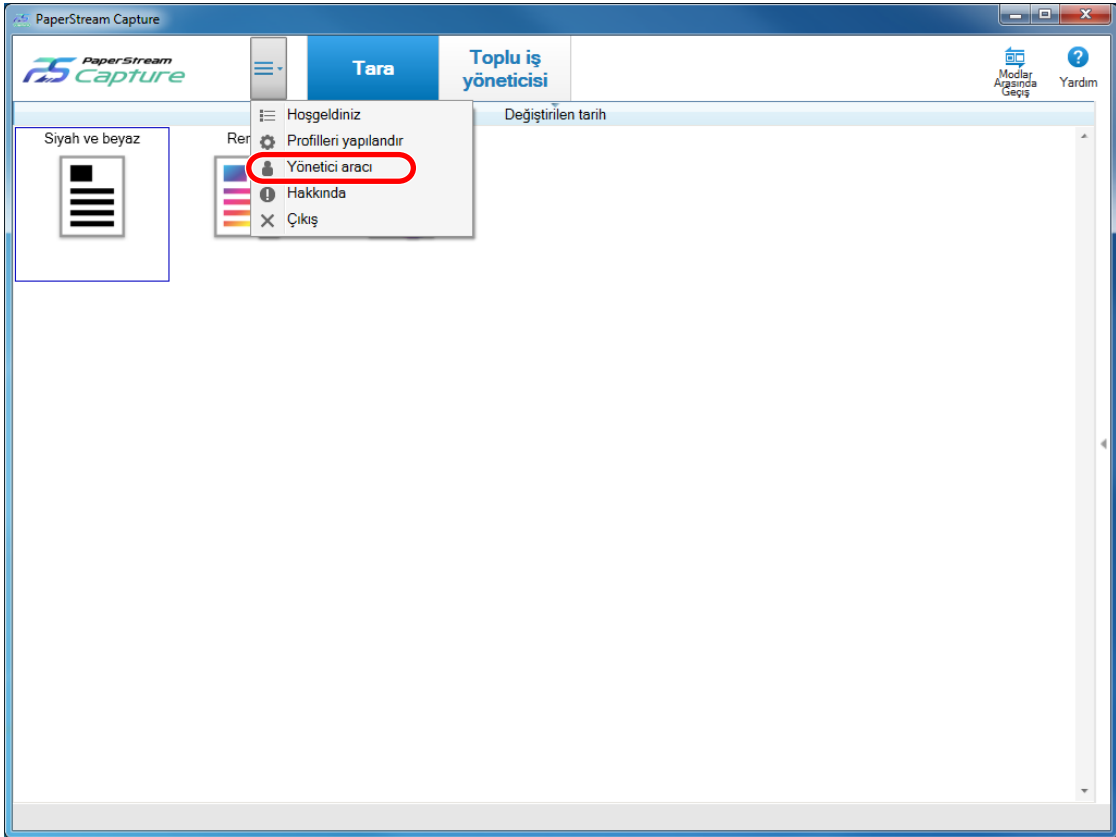 PaperStream Capture
PaperStream
Capture
Tara
Toplu iş
yöneticisi
Modlar
Arasında
Geçiş
Yardım
Değiştirilen tarih
Hoşgeldiniz
Profilleri yapılandır
Yönetici aracı
Hakkında
Çıkış
Siyah ve beyaz